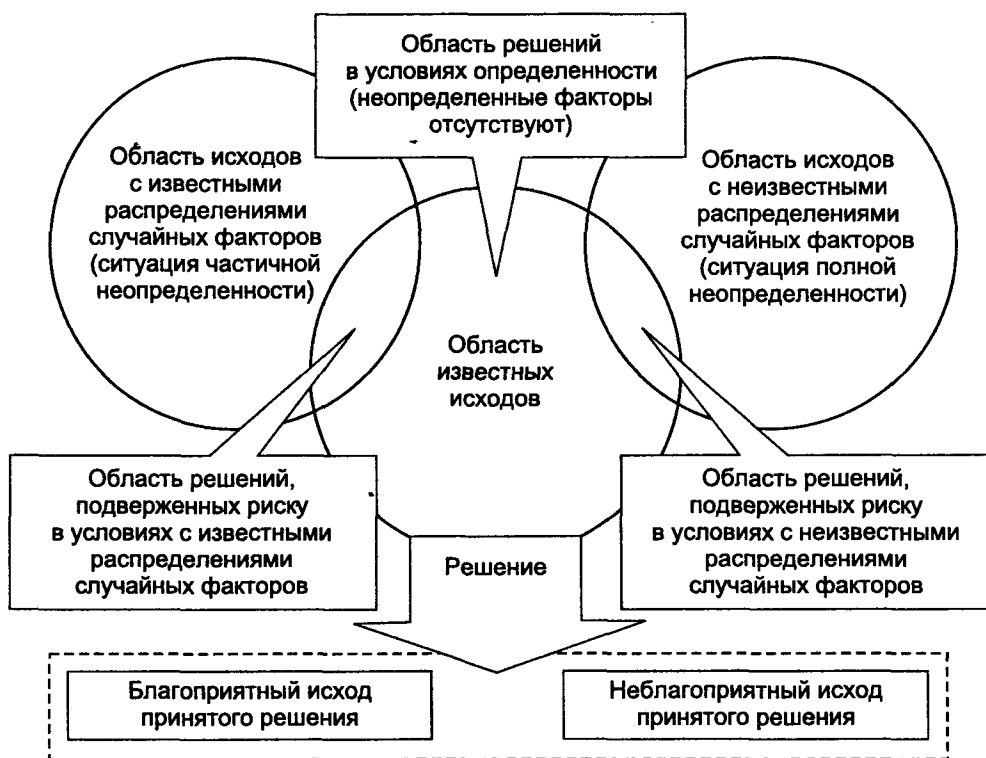 Область решений
в условиях определенности
(неопределенные факторы
отсутствуют)
Область исходов
с известными
распределениями
случайных факторов
(ситуация частичной
неопределенности)
Область исходов
с неизвестными
распределениями
случайных факторов
(ситуация полной
неопределенности)
Область
известных
исходов
Область решений,
подверженных риску
в условиях с известными
распределениями
случайных факторов
Область решений,
подверженных риску
в условиях с неизвестными
распределениями
случайных факторов
Решение
Благоприятный исход
принятого решения
Неблагоприятный исход
принятого решения